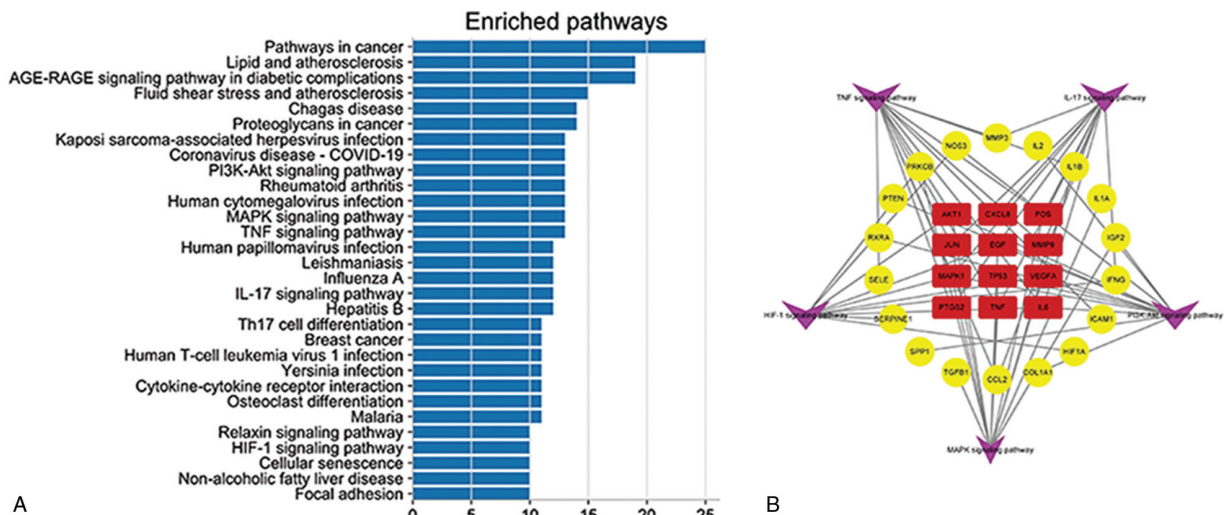 Enriched pathways
Pathways in cancer
Lipid and atherosclerosis
AGE-RAGE signaling pathway in diabetic complications
Fluid shear stress and atherosclerosis
Chagas disease
Proteoglycans in cancer
Kaposi sarcoma-associated herpesvirus infection
Coronavirus disease - COVID-19
PI3K-Akt signaling pathway
Rheumatoid arthritis
Human cytomegalovirus infection
MAPK signaling pathway
TNF signaling pathway
Human papillomavirus infection
Leishmaniasis
Influenza A
IL-17 signaling pathway
Hepatitis B
Th17 cell differentiation
Breast cancer
Human T-cell leukemia virus 1 infection
Yersinia infection
Cytokine-cytokine receptor interaction
Osteoclast differentiation
Malaria
Relaxin signaling pathway
HIF-1 signaling pathway
Cellular senescence
Non-alcoholic fatty liver disease
Focal adhesion
0 5 10 15 20 25
A
TNF signaling pathway
IL-17 signaling pathway
NOS3
MMP3
IL2
PRKCB
IL1B
PTEN
IL1A
AKT1 CXCL8 FOS
RXRA
IGF2
JUN EGF MMP9
SELE
IFNG
MAPK1 TP53 VEGFA
PTGS2 TNF IL6
HIF-1 signaling pathway
SERPINE1
ICAM1
PI3K-Akt signaling pathway
SPP1
HIF1A
TGFB1
CCL2
COL1A1
MAPK signaling pathway
B